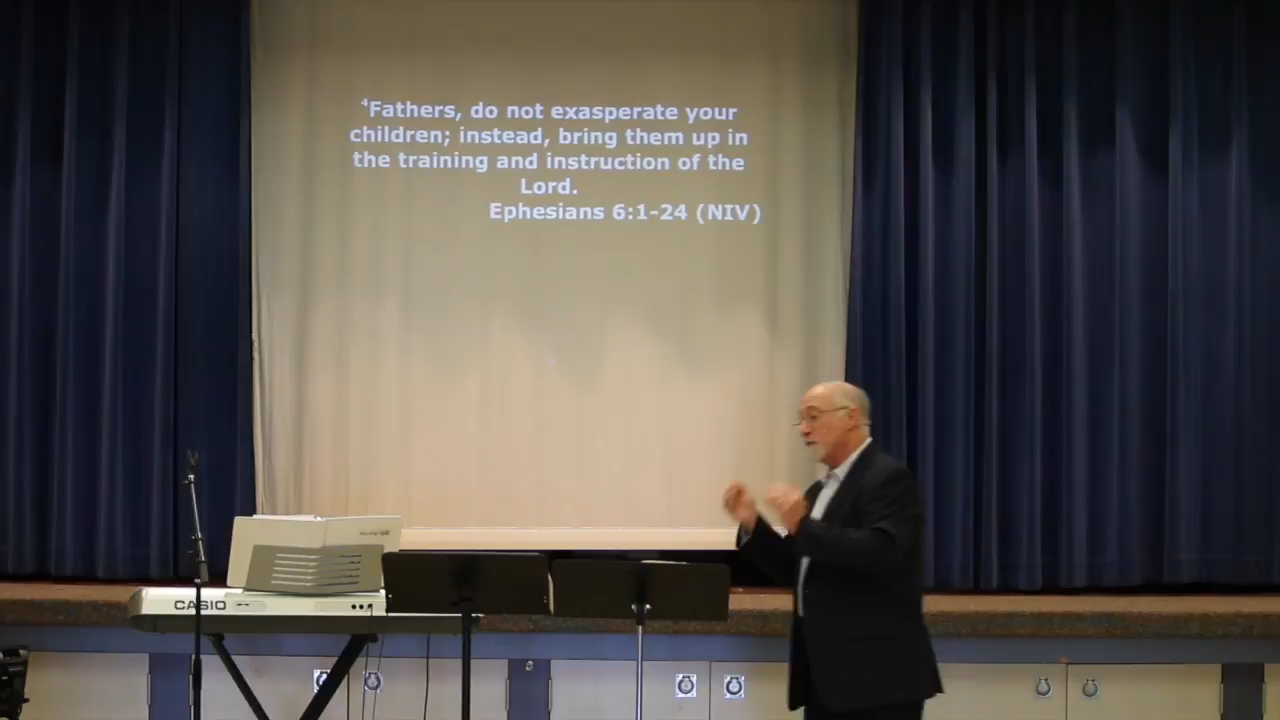 ⁴Fathers, do not exasperate your
children; instead, bring them up in
the training and instruction of the
Lord.
Ephesians 6:1-24 (NIV)
CASIO